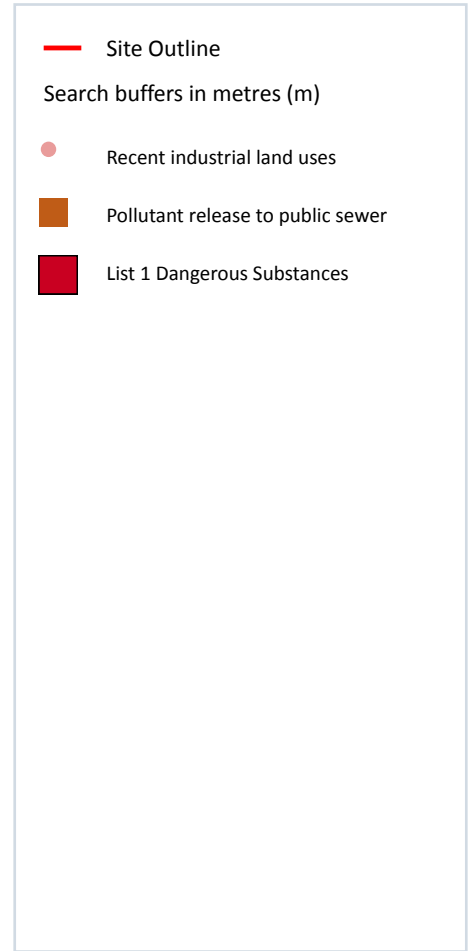 Site Outline
Search buffers in metres (m)
Recent industrial land uses
Pollutant release to public sewer
List 1 Dangerous Substances